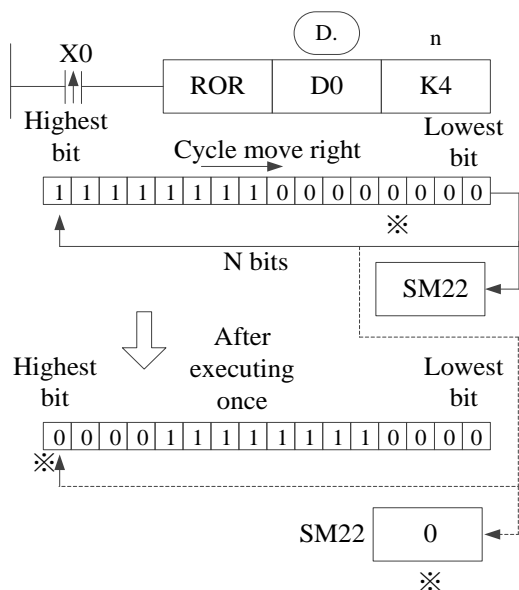 D.
n
X0
ROR D0 K4
Highest bit
Cycle move right
Lowest bit
1 1 1 1 1 1 1 1 0 0 0 0 0 0 0 0
※
N bits
SM22
After executing once
Highest bit
Lowest bit
0 0 0 0 1 1 1 1 1 1 1 1 0 0 0 0
※
SM22 0
※